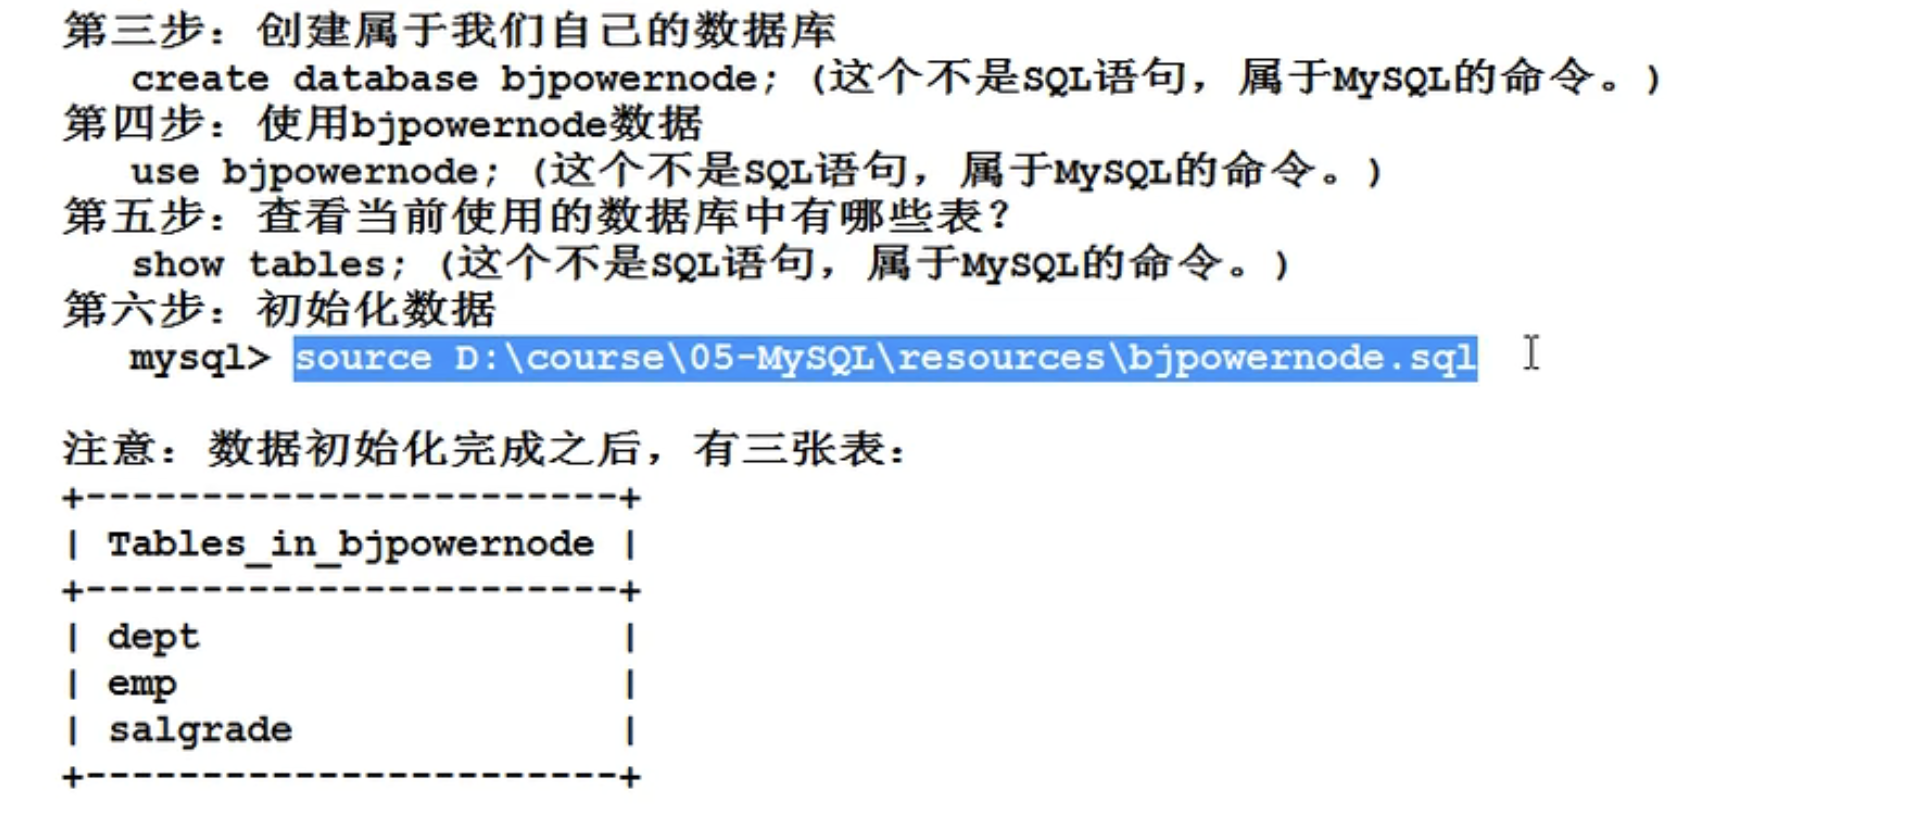 第三步：创建属于我们自己的数据库
create database bjpowernode; (这个不是SQL语句，属于MySQL的命令。)
第四步：使用bjpowernode数据
use bjpowernode; (这个不是SQL语句，属于MySQL的命令。)
第五步：查看当前使用的数据库中有哪些表？
show tables; (这个不是SQL语句，属于MySQL的命令。)
第六步：初始化数据
mysql> source D:\course\05-MySQL\resources\bjpowernode.sql
注意：数据初始化完成之后，有三张表：
+-----------------------+
| Tables_in_bjpowernode |
+-----------------------+
| dept                  |
| emp                   |
| salgrade              |
+-----------------------+